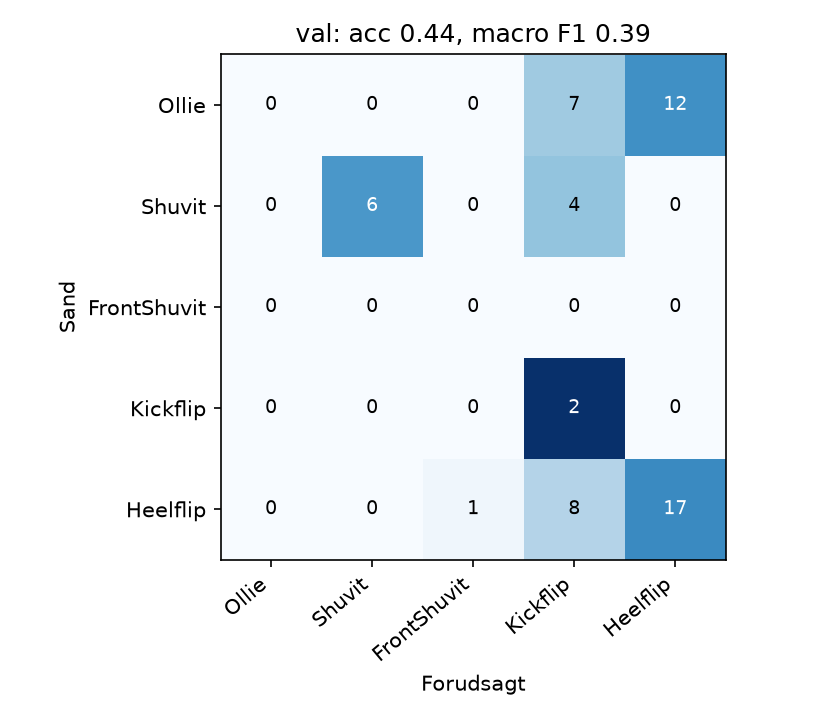 val: acc 0.44, macro F1 0.39
Sand
Ollie 0 0 0 7 12
Shuvit 0 6 0 4 0
FrontShuvit 0 0 0 0 0
Kickflip 0 0 0 2 0
Heelflip 0 0 1 8 17
Ollie Shuvit FrontShuvit Kickflip Heelflip
Forudsagt